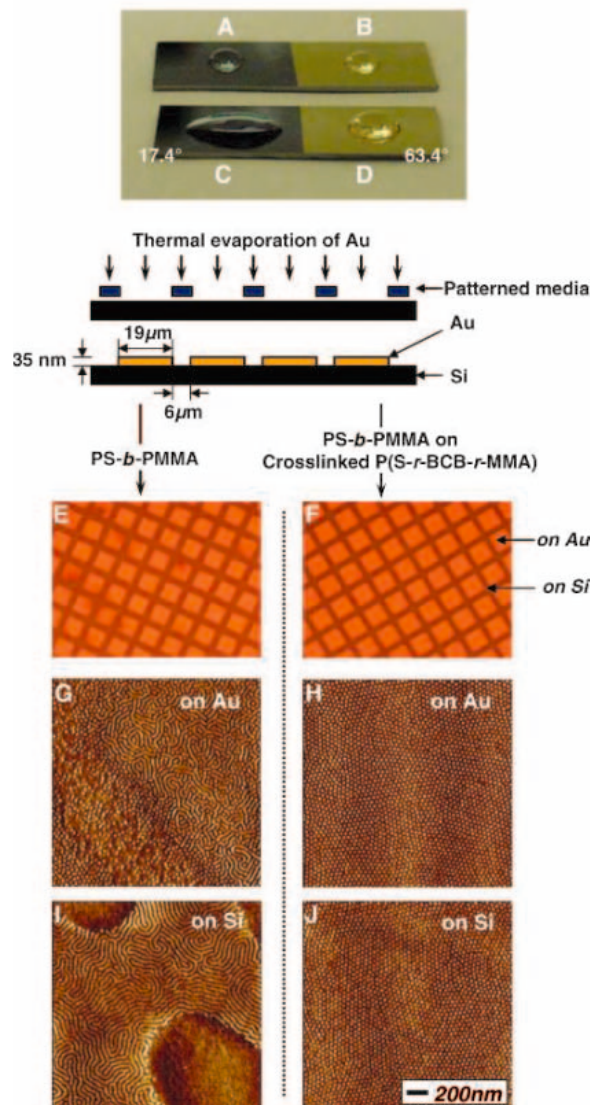 A B
17.4° 63.4°
C D
Thermal evaporation of Au
Patterned media
19µm
Au
35 nm
Si
6µm
PS-b-PMMA
PS-b-PMMA on
Crosslinked P(S-r-BCB-r-MMA)
E F
on Au
on Si
G on Au H on Au
I on Si J on Si
200nm